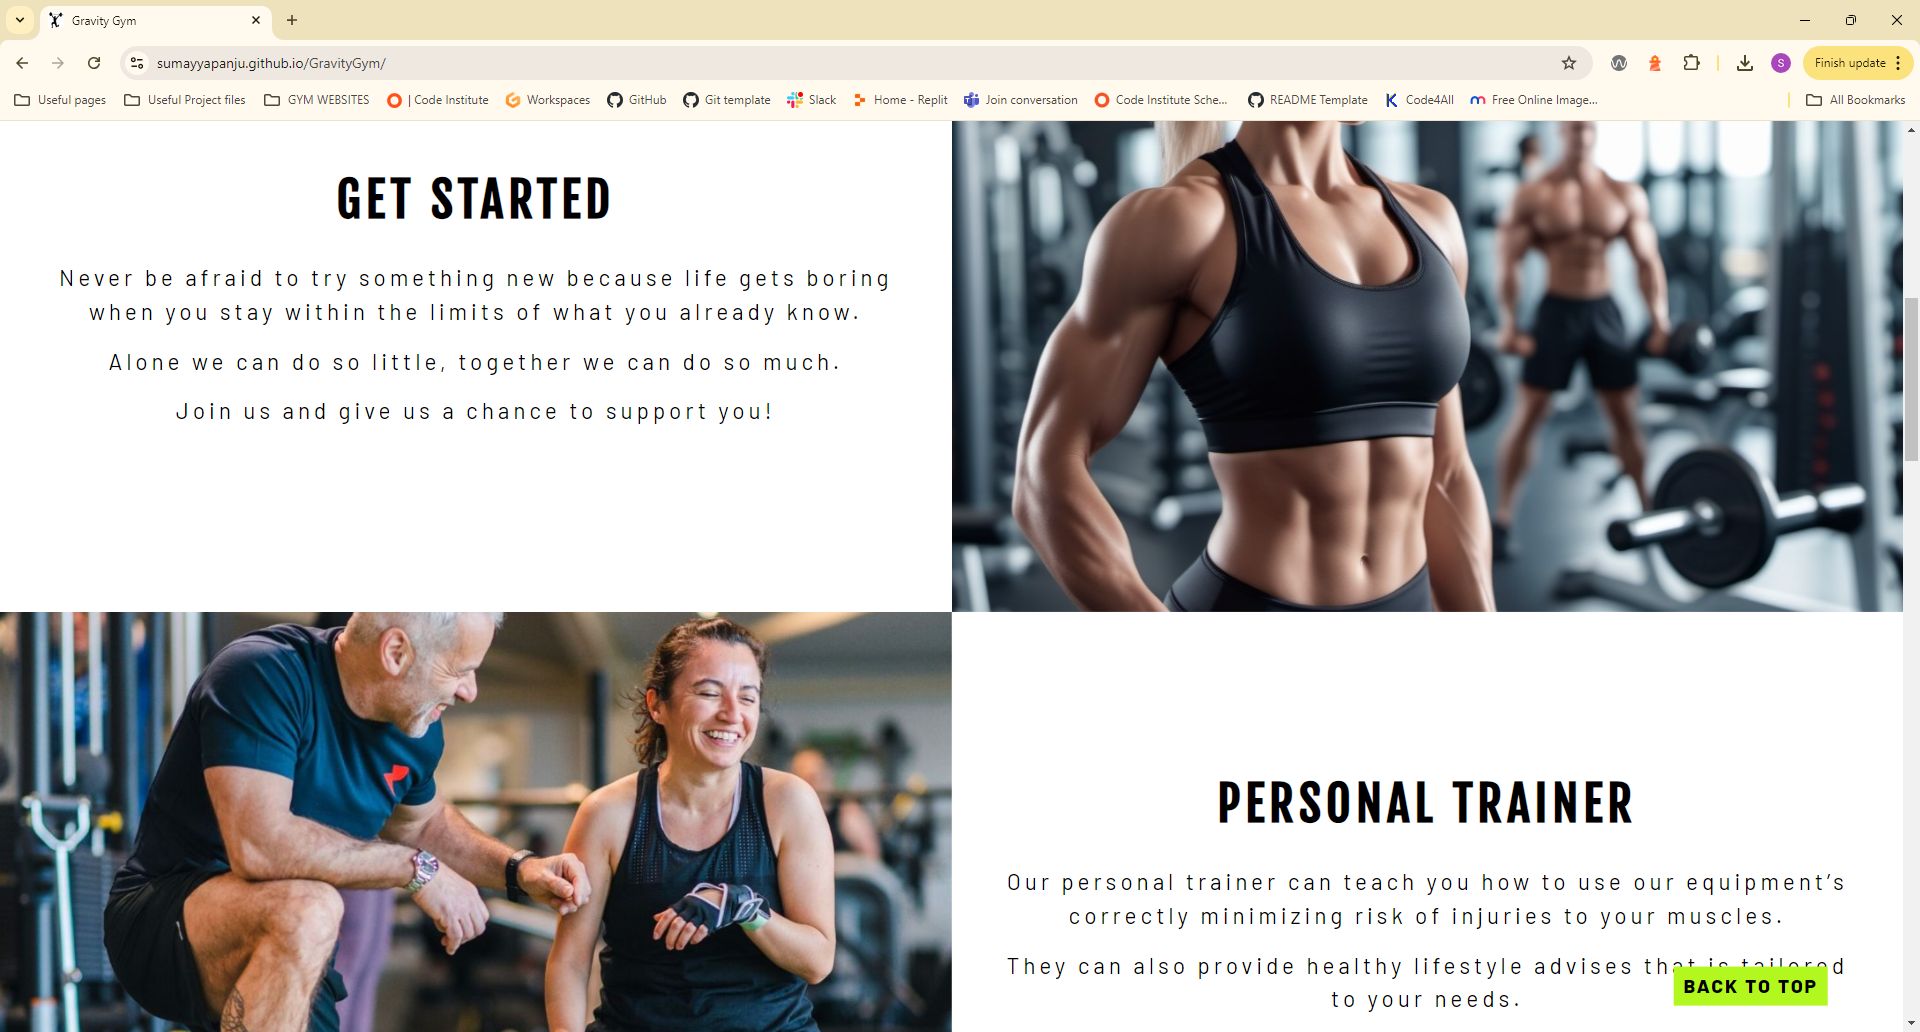 Gravity Gym
sumayyapanju.github.io/GravityGym/
Finish update
S
Useful pages
Useful Project files
GYM WEBSITES
| Code Institute
Workspaces
GitHub
Git template
Slack
Home - Replit
Join conversation
Code Institute Sche...
README Template
Code4All
Free Online Image...
All Bookmarks
GET STARTED
Never be afraid to try something new because life gets boring
when you stay within the limits of what you already know.
Alone we can do so little, together we can do so much.
Join us and give us a chance to support you!
PERSONAL TRAINER
Our personal trainer can teach you how to use our equipment’s
correctly minimizing risk of injuries to your muscles.
They can also provide healthy lifestyle advises that is tailored
to your needs.
BACK TO TOP